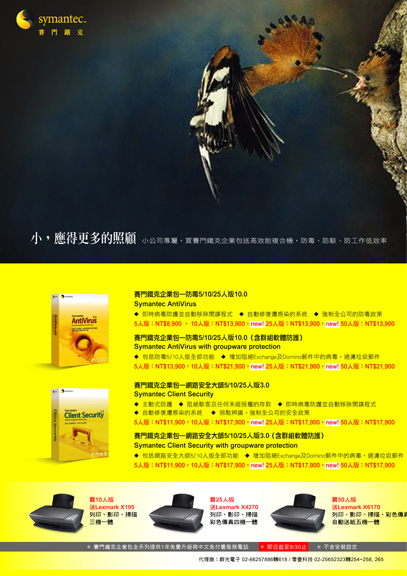 symantec.
賽門鐵克
小，應得更多的照顧 小公司專屬，買賽門鐵克企業包送高效能複合機，防毒、防駭、防工作低效率
賽門鐵克企業包—防毒5/10/25人版10.0
Symantec AntiVirus
◆ 即時病毒防護並自動移除間諜程式 ◆ 自動修復遭感染的系統 ◆ 強制全公司的防毒政策
5人版：NT$8,900 ，10人版：NT$13,900，new! 25人版：NT$13,900，new! 50人版：NT$13,900
賽門鐵克企業包—防毒5/10/25人版10.0（含群組軟體防護）
Symantec AntiVirus with groupware protection
◆ 包括防毒5/10人版全部功能 ◆ 增加阻絕Exchange及Domino郵件中的病毒，過濾垃圾郵件
5人版：NT$13,900，10人版：NT$21,900，new! 25人版：NT$21,900，new! 50人版：NT$21,900
賽門鐵克企業包—網路安全大師5/10/25人版3.0
Symantec Client Security
◆ 主動式防護 ◆ 阻絕駭客及任何未經授權的存取 ◆ 即時病毒防護並自動移除間諜程式
◆ 自動修復遭感染的系統 ◆ 弱點辨識，強制全公司的安全政策
5人版：NT$11,900，10人版：NT$17,900，new! 25人版：NT$17,900，new! 50人版：NT$17,900
賽門鐵克企業包—網路安全大師5/10/25人版3.0（含群組軟體防護）
Symantec Client Security with groupware protection
◆ 包括網路安全大師5/10人版全部功能 ◆ 增加阻絕Exchange及Domino郵件中的病毒，過濾垃圾郵件
5人版：NT$11,900，10人版：NT$17,900，new! 25人版：NT$17,900，new! 50人版：NT$17,900
symantec
AntiVirus
symantec
Client Security
買10人版
送Lexmark X195
列印、影印、掃描
三機一體
買25人版
送Lexmark X4270
列印、影印、掃描
彩色傳真四機一體
買50人版
送Lexmark X6170
列印、影印、掃描、彩色傳真
自動送紙五機一體
※ 賽門鐵克企業包全系列提供1年免費升級與中文免付費服務電話 ※ 即日起至9/30止 ※ 不含安裝設定
代理商：群光電子 02-66257886轉618 / 零壹科技 02-25652323轉254~258, 265